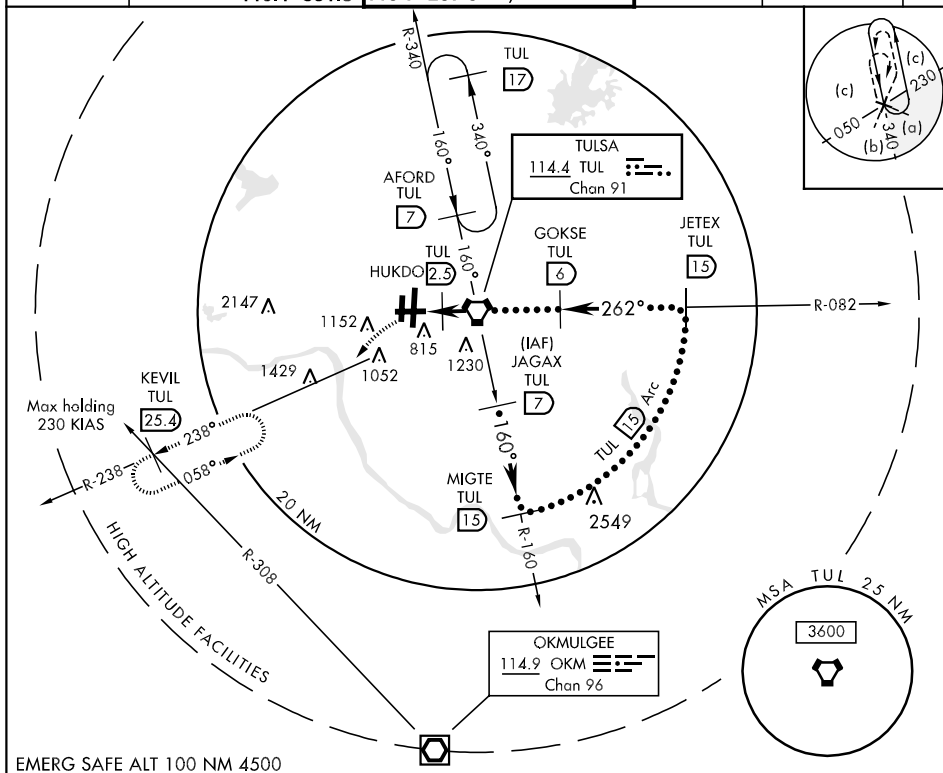 R-340
TUL
17
160°
340°
TULSA
114.4 TUL
Chan 91
AFORD
TUL
7
160°
HUKDO
TUL
2.5
GOKSE
TUL
6
JETEX
TUL
15
262°
R-082
2147
1152
815
1230
1429
1052
(IAF)
JAGAX
TUL
7
KEVIL
TUL
25.4
Max holding
230 KIAS
238°
058°
R-238
160°
TUL 15 Arc
MIGTE
TUL
15
2549
R-160
20 NM
R-308
HIGH ALTITUDE FACILITIES
OKMULGEE
114.9 OKM
Chan 96
MSA TUL 25 NM
3600
(c)
(c)
230
050
(a)
(b)
340
EMERG SAFE ALT 100 NM 4500